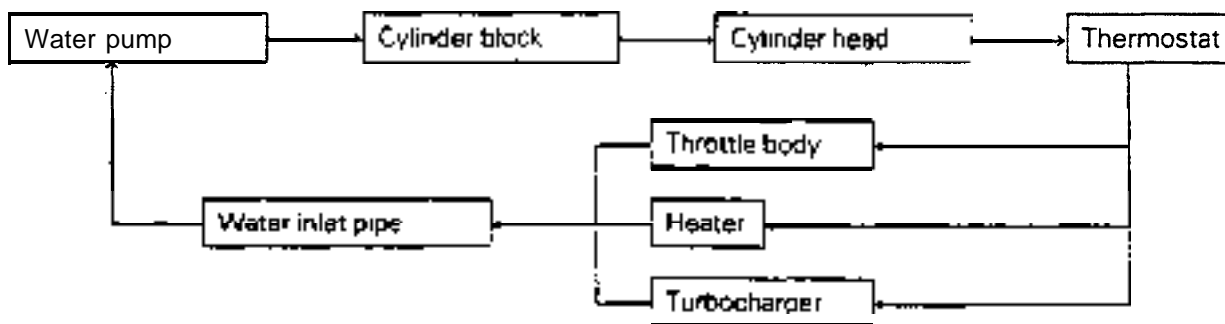 Water pump
Cylinder block
Cylinder head
Thermostat
Throttle body
Water inlet pipe
Heater
Turbocharger